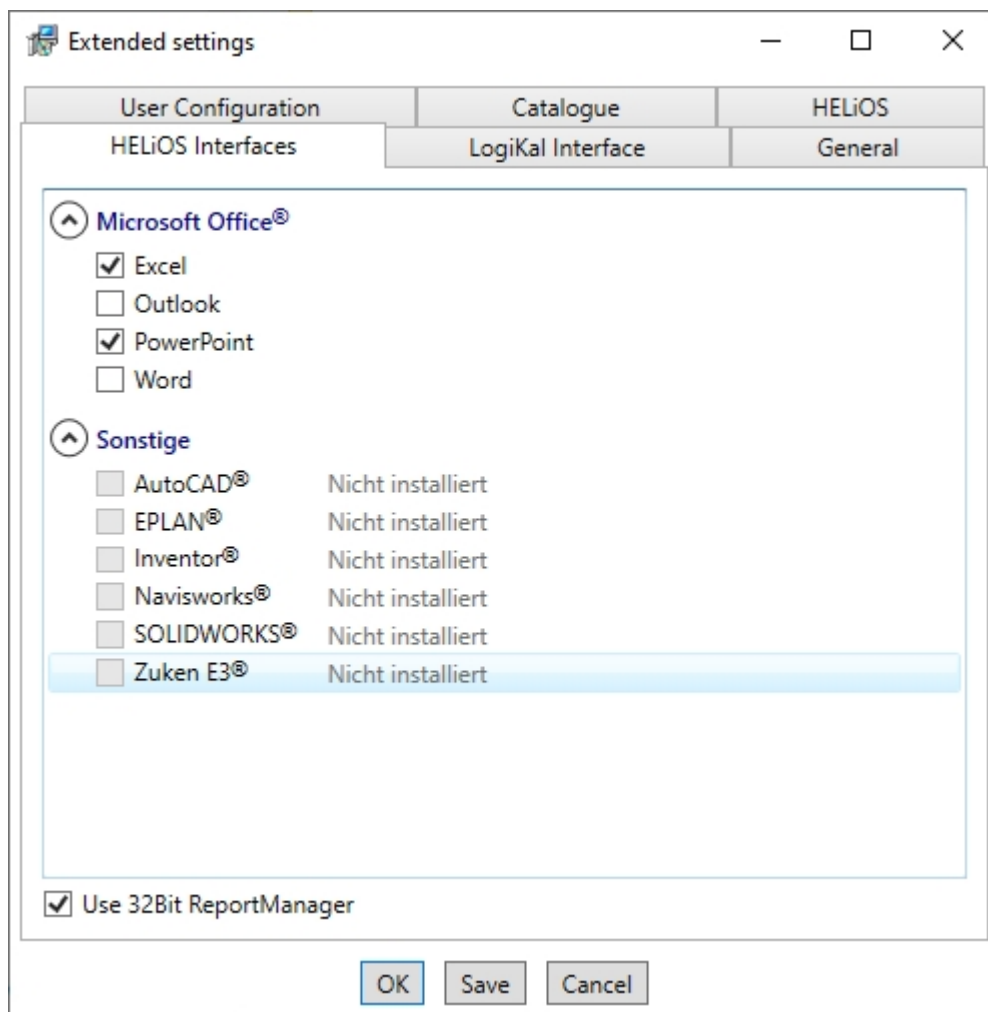 Extended settings
User Configuration Catalogue HELiOS
HELiOS Interfaces LogiKal Interface General
Microsoft Office®
Excel
Outlook
PowerPoint
Word
Sonstige
AutoCAD® Nicht installiert
EPLAN® Nicht installiert
Inventor® Nicht installiert
Navisworks® Nicht installiert
SOLIDWORKS® Nicht installiert
Zuken E3® Nicht installiert
Use 32Bit ReportManager
OK Save Cancel